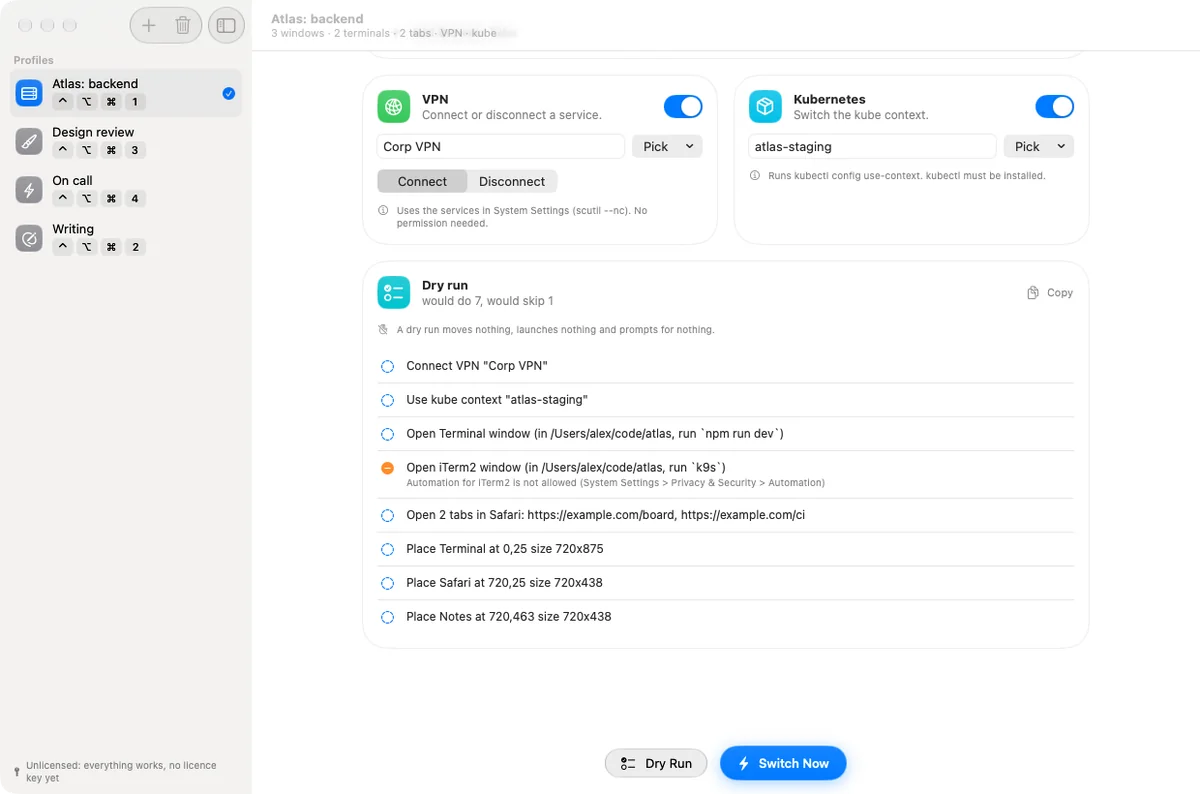 Atlas: backend
3 windows · 2 terminals · 2 tabs · VPN · kube
Profiles
Atlas: backend
^ ⌥ ⌘ 1
Design review
^ ⌥ ⌘ 3
On call
^ ⌥ ⌘ 4
Writing
^ ⌥ ⌘ 2
Unlicensed: everything works, no licence
key yet
VPN
Connect or disconnect a service.
Corp VPN
Pick
Connect
Disconnect
Uses the services in System Settings (scutil --nc). No
permission needed.
Kubernetes
Switch the kube context.
atlas-staging
Pick
Runs kubectl config use-context. kubectl must be installed.
Dry run
would do 7, would skip 1
Copy
A dry run moves nothing, launches nothing and prompts for nothing.
Connect VPN "Corp VPN"
Use kube context "atlas-staging"
Open Terminal window (in /Users/alex/code/atlas, run `npm run dev`)
Open iTerm2 window (in /Users/alex/code/atlas, run `k9s`)
Automation for iTerm2 is not allowed (System Settings > Privacy & Security > Automation)
Open 2 tabs in Safari: https://example.com/board, https://example.com/ci
Place Terminal at 0,25 size 720x875
Place Safari at 720,25 size 720x438
Place Notes at 720,463 size 720x438
Dry Run
Switch Now